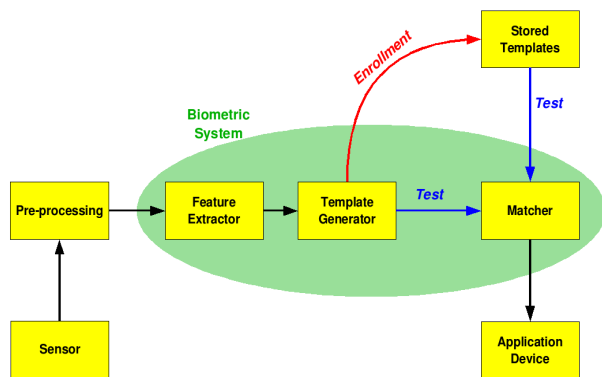 Stored
Templates
Enrollment
Test
Biometric
System
Pre-processing
Feature
Extractor
Template
Generator
Test
Matcher
Sensor
Application
Device